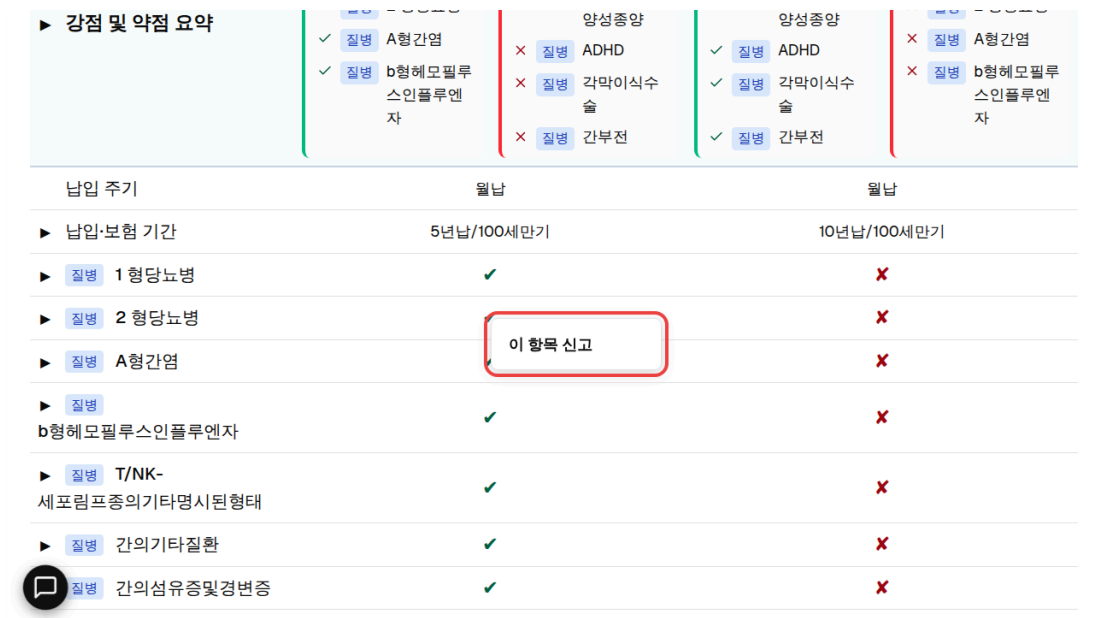 ▶ 강점 및 약점 요약
✓ 질병 A형간염
✓ 질병 b형헤모필루
스인플루엔
자
양성종양
✕ 질병 ADHD
✕ 질병 각막이식수
술
✕ 질병 간부전
양성종양
✓ 질병 ADHD
✓ 질병 각막이식수
술
✓ 질병 간부전
✕ 질병 A형간염
✕ 질병 b형헤모필루
스인플루엔
자
납입 주기 월납 월납
▶ 납입·보험 기간 5년납/100세만기 10년납/100세만기
▶ 질병 1 형당뇨병 ✔ ✘
▶ 질병 2 형당뇨병 ✘
이 항목 신고
▶ 질병 A형간염 ✘
▶ 질병
b형헤모필루스인플루엔자 ✔ ✘
▶ 질병 T/NK-
세포림프종의기타명시된형태 ✔ ✘
▶ 질병 간의기타질환 ✔ ✘
질병 간의섬유증및경변증 ✔ ✘